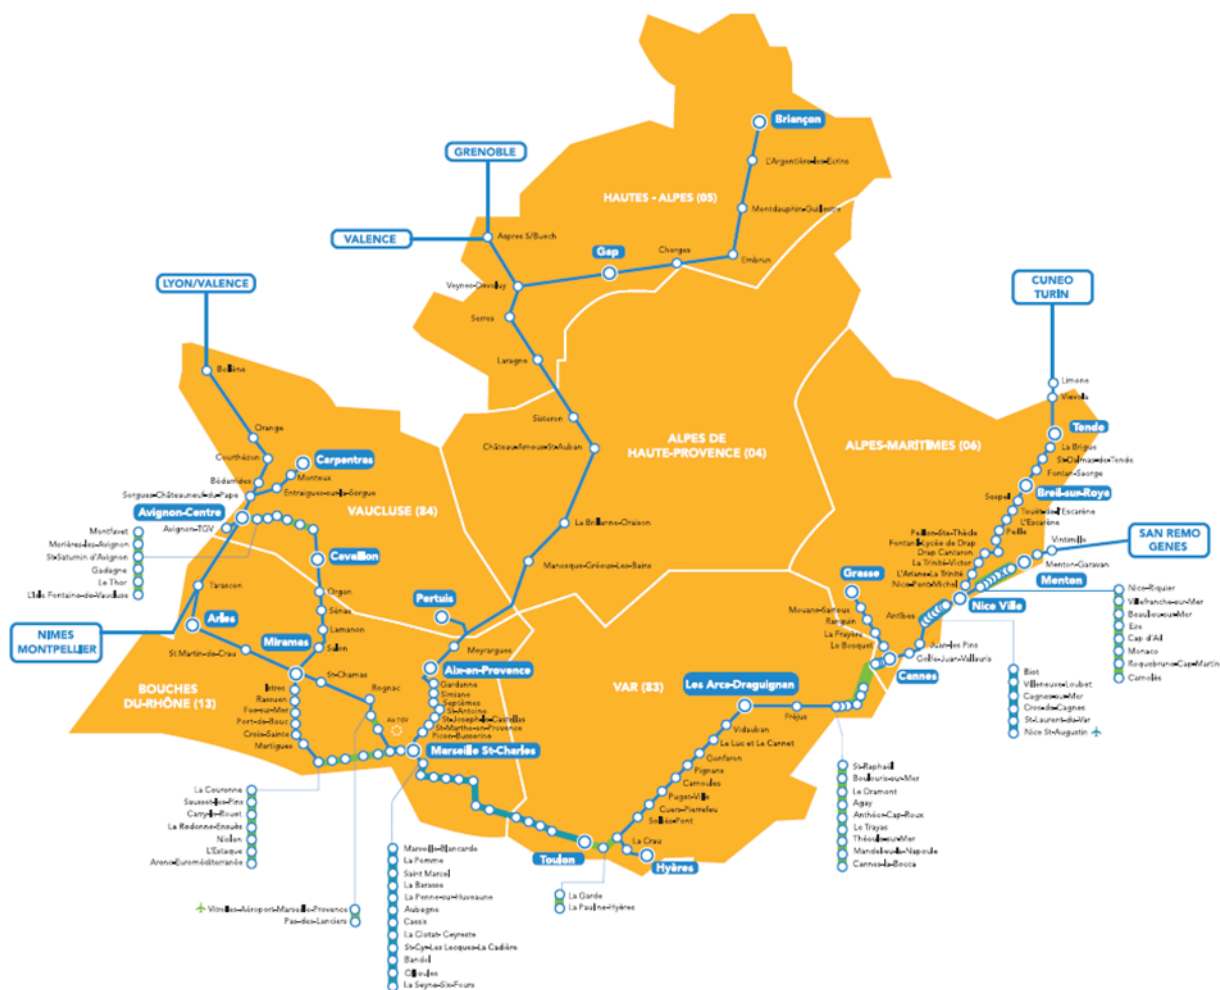 Briançon
GRENOBLE
L'Argentière-les-Ecrins
HAUTES - ALPES (05)
Montdauphin-Guillestre
VALENCE
Aspres S/Buech
Gap
Chorges
Embrun
LYON/VALENCE
Veynes-Devoluy
CUNEO
TURIN
Serres
Laragne
Bollène
Limone
Vievola
Sisteron
Orange
Tende
Château-Arnoux-St-Auban
ALPES DE
HAUTE-PROVENCE (04)
ALPES-MARITIMES (06)
La Brigue
St-Dalmas-de-Tende
Fontan-Saorge
Courthézon
Carpentras
Monteux
Bédarrides
Entraigues-sur-la-Sorgue
Sorgues-Châteauneuf-du-Pape
Breil-sur-Roya
Sospel
Touët-de-l'Escarène
L'Escarène
Peille
Avignon-Centre
Avignon-TGV
VAUCLUSE (84)
La Brillanne-Oraison
Peillon-Ste-Thècle
Fontanil-Lycée de Drap
Drap Cantaron
La Trinité-Victor
L'Ariane-La Trinité
Nice-Pont-Michel
SAN REMO
GENES
Vintimille
Menton-Garavan
Menton
Montfavet
Morières-les-Avignon
St-Saturnin d'Avignon
Gadagne
Le Thor
L'Isle Fontaine-de-Vaucluse
Cavaillon
Manosque-Gréoux-Les-Bains
Tarascon
Orgon
Grasse
Mouans-Sartoux
Ranguin
La Frayère
Le Bosquet
Antibes
Nice Ville
Nice-Riquier
Villefranche-sur-Mer
Beaulieu-sur-Mer
Eze
Cap d'Ail
Monaco
Roquebrune-Cap-Martin
Carnolès
Pertuis
Arles
Sénas
Lamanon
Salon
Miramas
NIMES
MONTPELLIER
St Martin-de-Crau
Meyrargues
Juan-les Pins
Golfe-Juan-Vallauris
Cannes
Aix-en-Provence
St-Chamas
BOUCHES
DU-RHÔNE (13)
VAR (83)
Les Arcs-Draguignan
Biot
Villeneuve-Loubet
Cagnes-sur-Mer
Cros-de-Cagnes
St-Laurent-du-Var
Nice St-Augustin
Istres
Rassuen
Fos-sur-Mer
Port-de-Bouc
Croix-Sainte
Martigues
Rognac
Aix TGV
Gardanne
Simiane
Septèmes
St-Antoine
St-Joseph-le-Castellas
St-Marthe-en-Provence
Picon-Busserine
Fréjus
Vidauban
Le Luc et Le Cannet
Gonfaron
Pignans
Carnoules
Puget-Ville
Cuers-Pierrefeu
Solliès-Pont
La Crau
Marseille St-Charles
La Couronne
Sausset-les-Pins
Carry-le-Rouet
La Redonne-Ensuès
Niolon
L'Estaque
Arenc-Euroméditerranée
St-Raphaël
Boulouris-sur-Mer
Le Dramont
Agay
Anthéor-Cap-Roux
Le Trayas
Théoule-sur-Mer
Mandelieu-la-Napoule
Cannes-la-Bocca
Toulon
Hyères
Marseille-Blancarde
La Pomme
Saint Marcel
La Barasse
La Penne-sur-Huveaune
Aubagne
Cassis
La Ciotat- Ceyreste
St-Cyr-Les Lecques-La Cadière
Bandol
Ollioules
La Seyne-Six-Fours
La Garde
La Pauline-Hyères
Vitrolles-Aéroport-Marseille-Provence
Pas-des-Lanciers